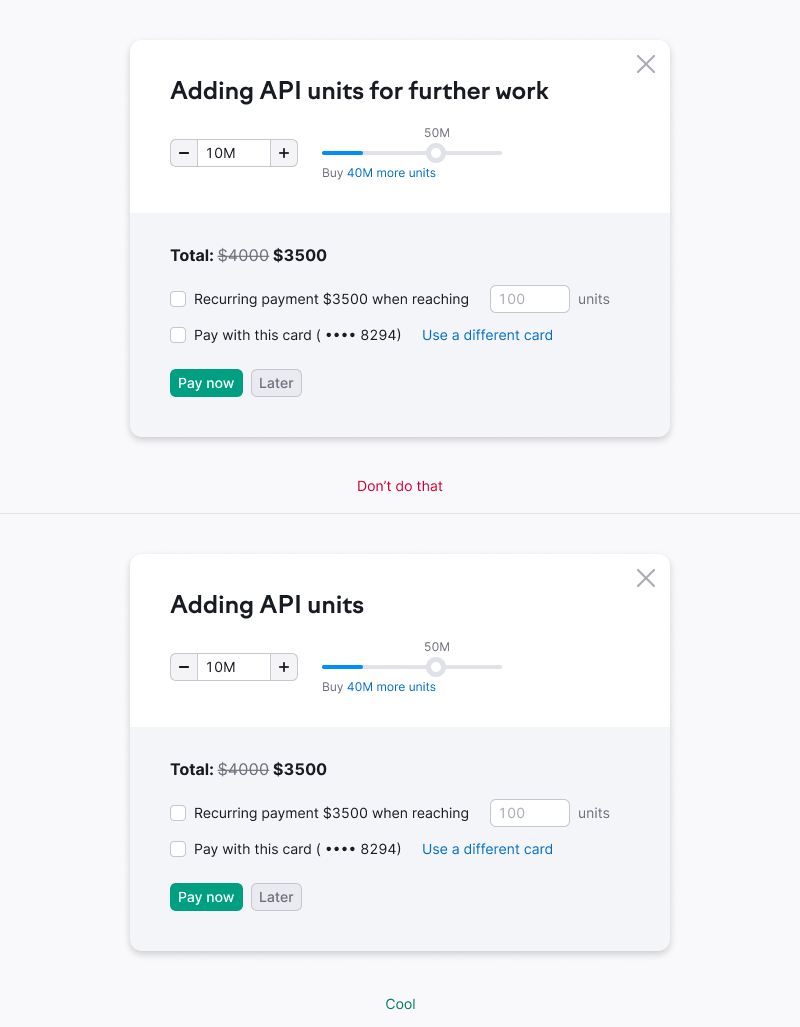 Adding API units for further work
50M
− 10M +
Buy 40M more units
Total: $4000 $3500
Recurring payment $3500 when reaching 100 units
Pay with this card ( •••• 8294) Use a different card
Pay now Later
Don’t do that
Adding API units
50M
− 10M +
Buy 40M more units
Total: $4000 $3500
Recurring payment $3500 when reaching 100 units
Pay with this card ( •••• 8294) Use a different card
Pay now Later
Cool